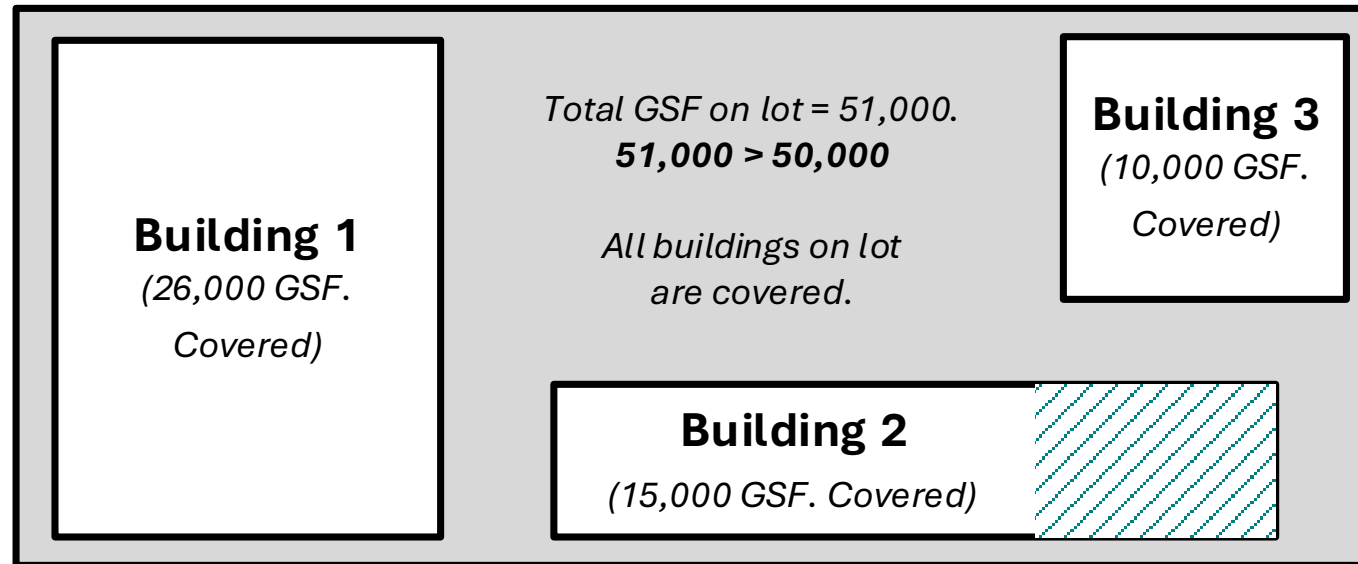 Building 1
(26,000 GSF.
Covered)
Total GSF on lot = 51,000.
51,000 > 50,000
All buildings on lot
are covered.
Building 3
(10,000 GSF.
Covered)
Building 2
(15,000 GSF. Covered)